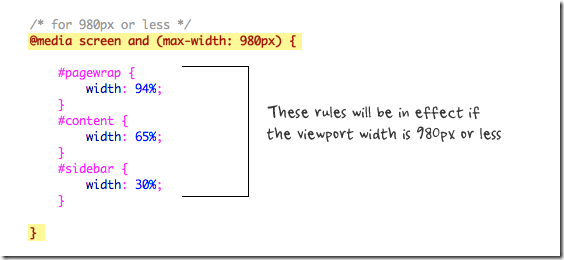 /* for 980px or less */
@media screen and (max-width: 980px) {
#pagewrap {
width: 94%;
}
#content {
width: 65%;
}
#sidebar {
width: 30%;
}
}
These rules will be in effect if
the viewport width is 980px or less